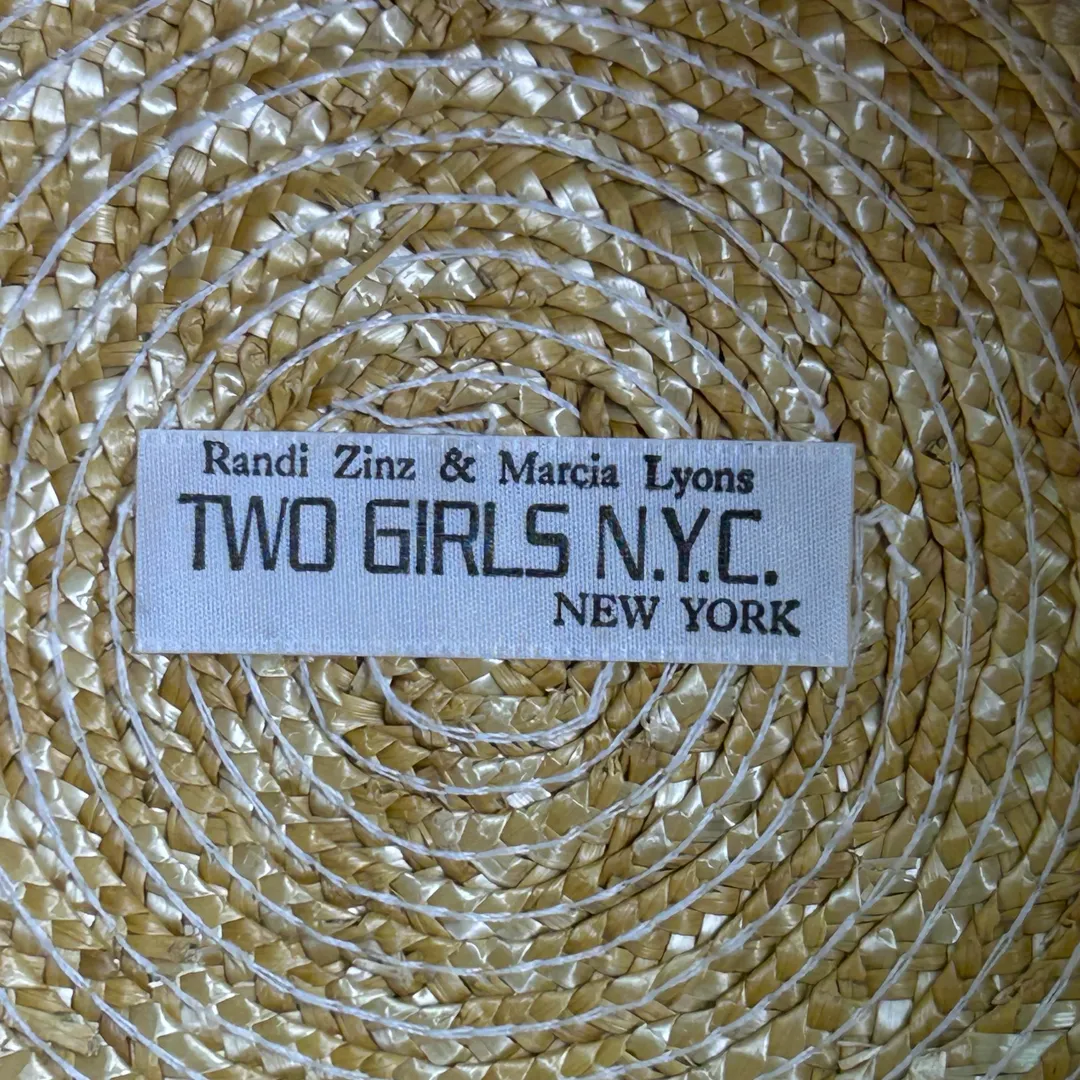 Randi Zinz & Marcia Lyons
TWO GIRLS N.Y.C.
NEW YORK